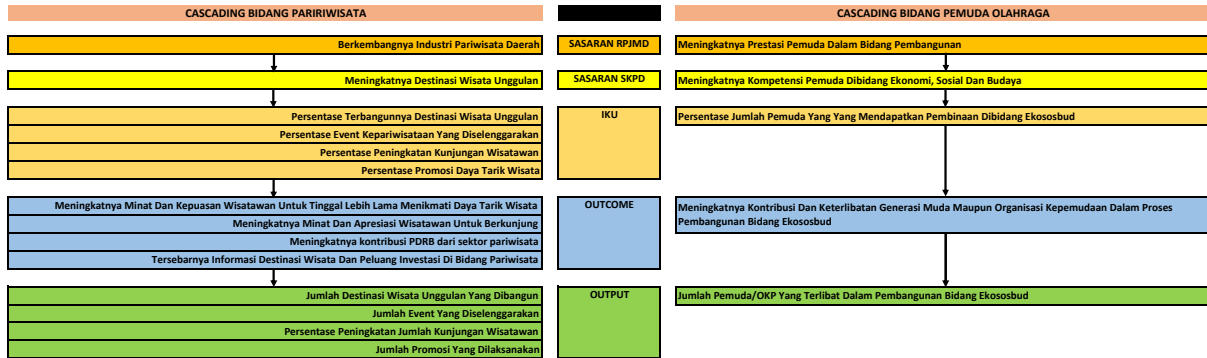 CASCADING BIDANG PARIRIWISATA
CASCADING BIDANG PEMUDA OLAHRAGA
Berkembangnya Industri Pariwisata Daerah
SASARAN RPJMD
Meningkatnya Prestasi Pemuda Dalam Bidang Pembangunan
Meningkatnya Destinasi Wisata Unggulan
SASARAN SKPD
Meningkatnya Kompetensi Pemuda Dibidang Ekonomi, Sosial Dan Budaya
Persentase Terbangunnya Destinasi Wisata Unggulan
IKU
Persentase Jumlah Pemuda Yang Yang Mendapatkan Pembinaan Dibidang Ekososbud
Persentase Event Kepariwisataan Yang Diselenggarakan
Persentase Peningkatan Kunjungan Wisatawan
Persentase Promosi Daya Tarik Wisata
Meningkatnya Minat Dan Kepuasan Wisatawan Untuk Tinggal Lebih Lama Menikmati Daya Tarik Wisata
OUTCOME
Meningkatnya Kontribusi Dan Keterlibatan Generasi Muda Maupun Organisasi Kepemudaan Dalam Proses
Pembangunan Bidang Ekososbud
Meningkatnya Minat Dan Apresiasi Wisatawan Untuk Berkunjung
Meningkatnya kontribusi PDRB dari sektor pariwisata
Tersebarnya Informasi Destinasi Wisata Dan Peluang Investasi Di Bidang Pariwisata
Jumlah Destinasi Wisata Unggulan Yang Dibangun
OUTPUT
Jumlah Pemuda/OKP Yang Terlibat Dalam Pembangunan Bidang Ekososbud
Jumlah Event Yang Diselenggarakan
Persentase Peningkatan Jumlah Kunjungan Wisatawan
Jumlah Promosi Yang Dilaksanakan